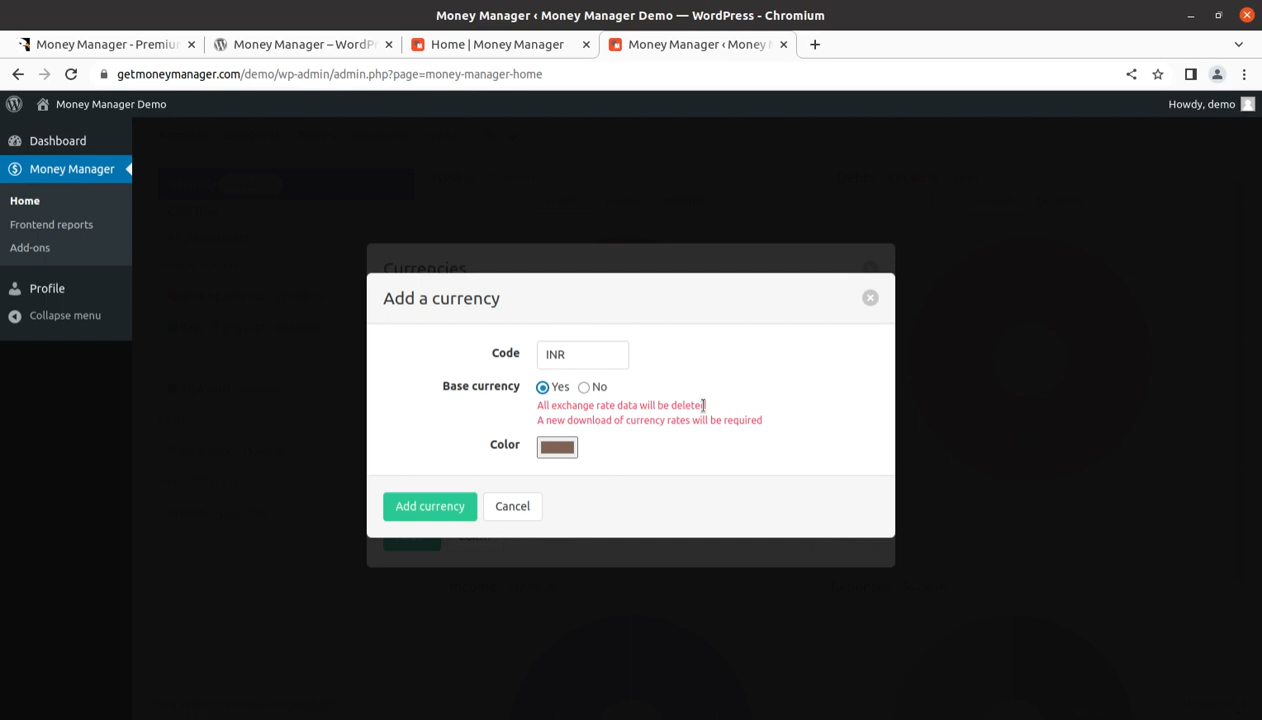 Money Manager ‹ Money Manager Demo — WordPress - Chromium
Money Manager - Premiu
Money Manager – WordP
Home | Money Manager
Money Manager ‹ Money
getmoneymanager.com/demo/wp-admin/admin.php?page=money-manager-home
Money Manager Demo
Howdy, demo
Dashboard
Money Manager
Home
Frontend reports
Add-ons
Profile
Collapse menu
Currencies
Add a currency
Code
INR
Base currency
Yes
No
All exchange rate data will be deleted
A new download of currency rates will be required
Color
Add currency
Cancel